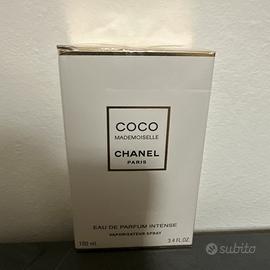 COCO
MADEMOISELLE
CHANEL
PARIS
EAU DE PARFUM INTENSE
VAPORISATEUR SPRAY
100 ml 3.4 FL.OZ.
subito